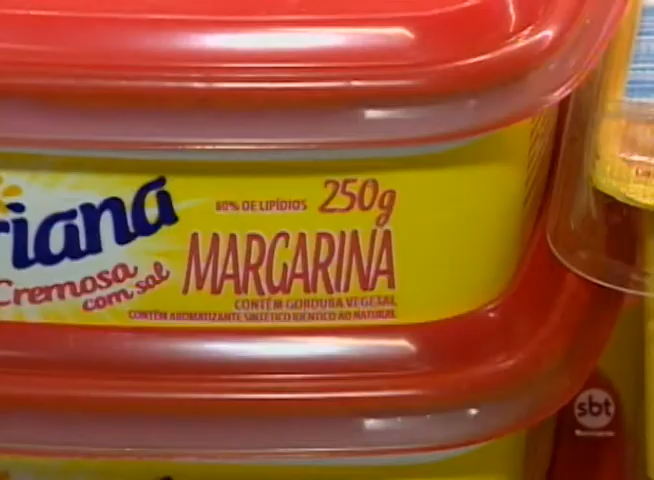 riana
Cremosa
com sal
80% DE LIPÍDIOS
250g
MARGARINA
CONTÉM GORDURA VEGETAL
CONTÉM AROMATIZANTE SINTÉTICO IDÊNTICO AO NATURAL
sbt